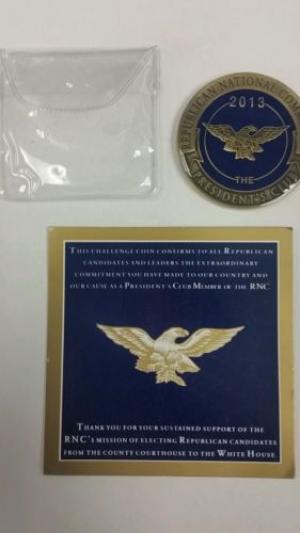 REPUBLICAN NATIONAL
2013
THE
PRESIDENT'S
THIS CHALLENGE COIN CONFIRMS TO ALL REPUBLICAN
CANDIDATES AND LEADERS THE EXTRAORDINARY
COMMITMENT YOU HAVE MADE TO OUR COUNTRY AND
OUR CAUSE AS A PRESIDENT'S CLUB MEMBER OF THE RNC.
THANK YOU FOR YOUR SUSTAINED SUPPORT OF THE
RNC'S MISSION OF ELECTING REPUBLICAN CANDIDATES
FROM THE COUNTY COURTHOUSE TO THE WHITE HOUSE.